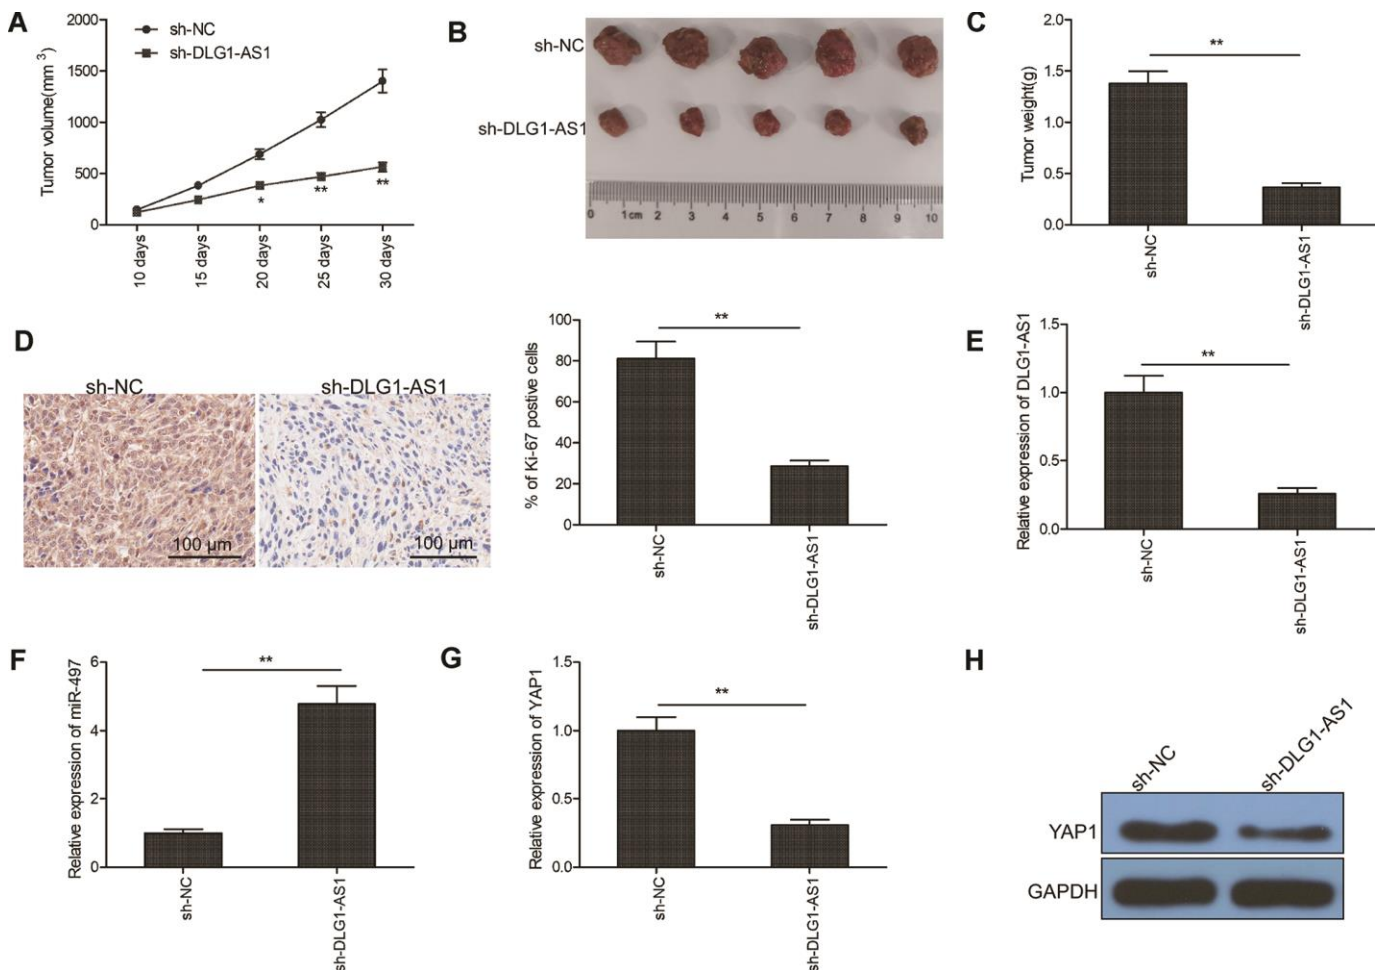 A
Tumor volume(mm 3)
2000
1500
1000
500
0
sh-NC
sh-DLG1-AS1
*
**
**
10 days
15 days
20 days
25 days
30 days
B
sh-NC
sh-DLG1-AS1
0 1cm 2 3 4 5 6 7 8 9 10
C
Tumor weight(g)
2.0
1.5
1.0
0.5
0.0
**
sh-NC
sh-DLG1-AS1
D
sh-NC
sh-DLG1-AS1
100 µm
100 µm
% of Ki-67 postive cells
100
80
60
40
20
0
**
sh-NC
sh-DLG1-AS1
E
Relative expression of DLG1-AS1
1.5
1.0
0.5
0.0
**
sh-NC
sh-DLG1-AS1
F
Relative expression of miR-497
6
4
2
0
**
sh-NC
sh-DLG1-AS1
G
Relative expression of YAP1
1.5
1.0
0.5
0.0
**
sh-NC
sh-DLG1-AS1
H
sh-NC
sh-DLG1-AS1
YAP1
GAPDH